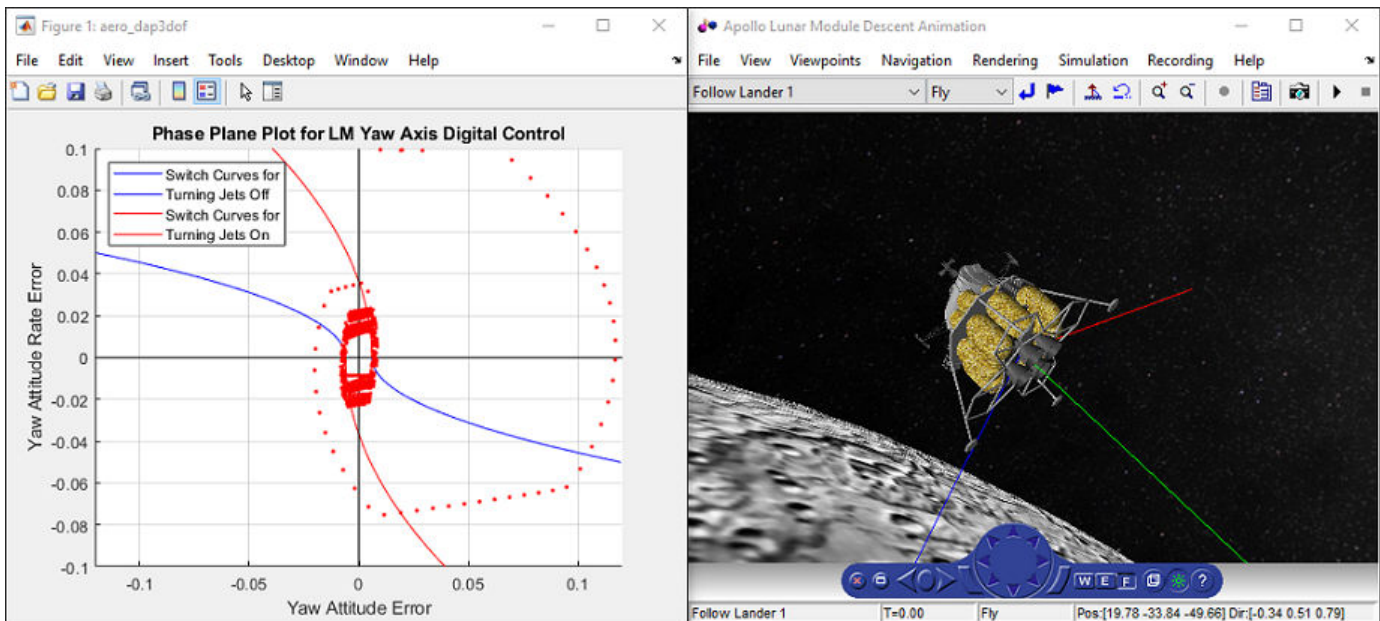 Figure 1: aero_dap3dof
File Edit View Insert Tools Desktop Window Help
Phase Plane Plot for LM Yaw Axis Digital Control
Switch Curves for
Turning Jets Off
Switch Curves for
Turning Jets On
0.1
0.08
0.06
0.04
0.02
0
-0.02
-0.04
-0.06
-0.08
-0.1
Yaw Attitude Rate Error
-0.1 -0.05 0 0.05 0.1
Yaw Attitude Error
Apollo Lunar Module Descent Animation
File View Viewpoints Navigation Rendering Simulation Recording Help
Follow Lander 1 Fly
W E F ?
Follow Lander 1 T=0.00 Fly Pos:[19.78 -33.84 -49.66] Dir:[-0.34 0.51 0.79]